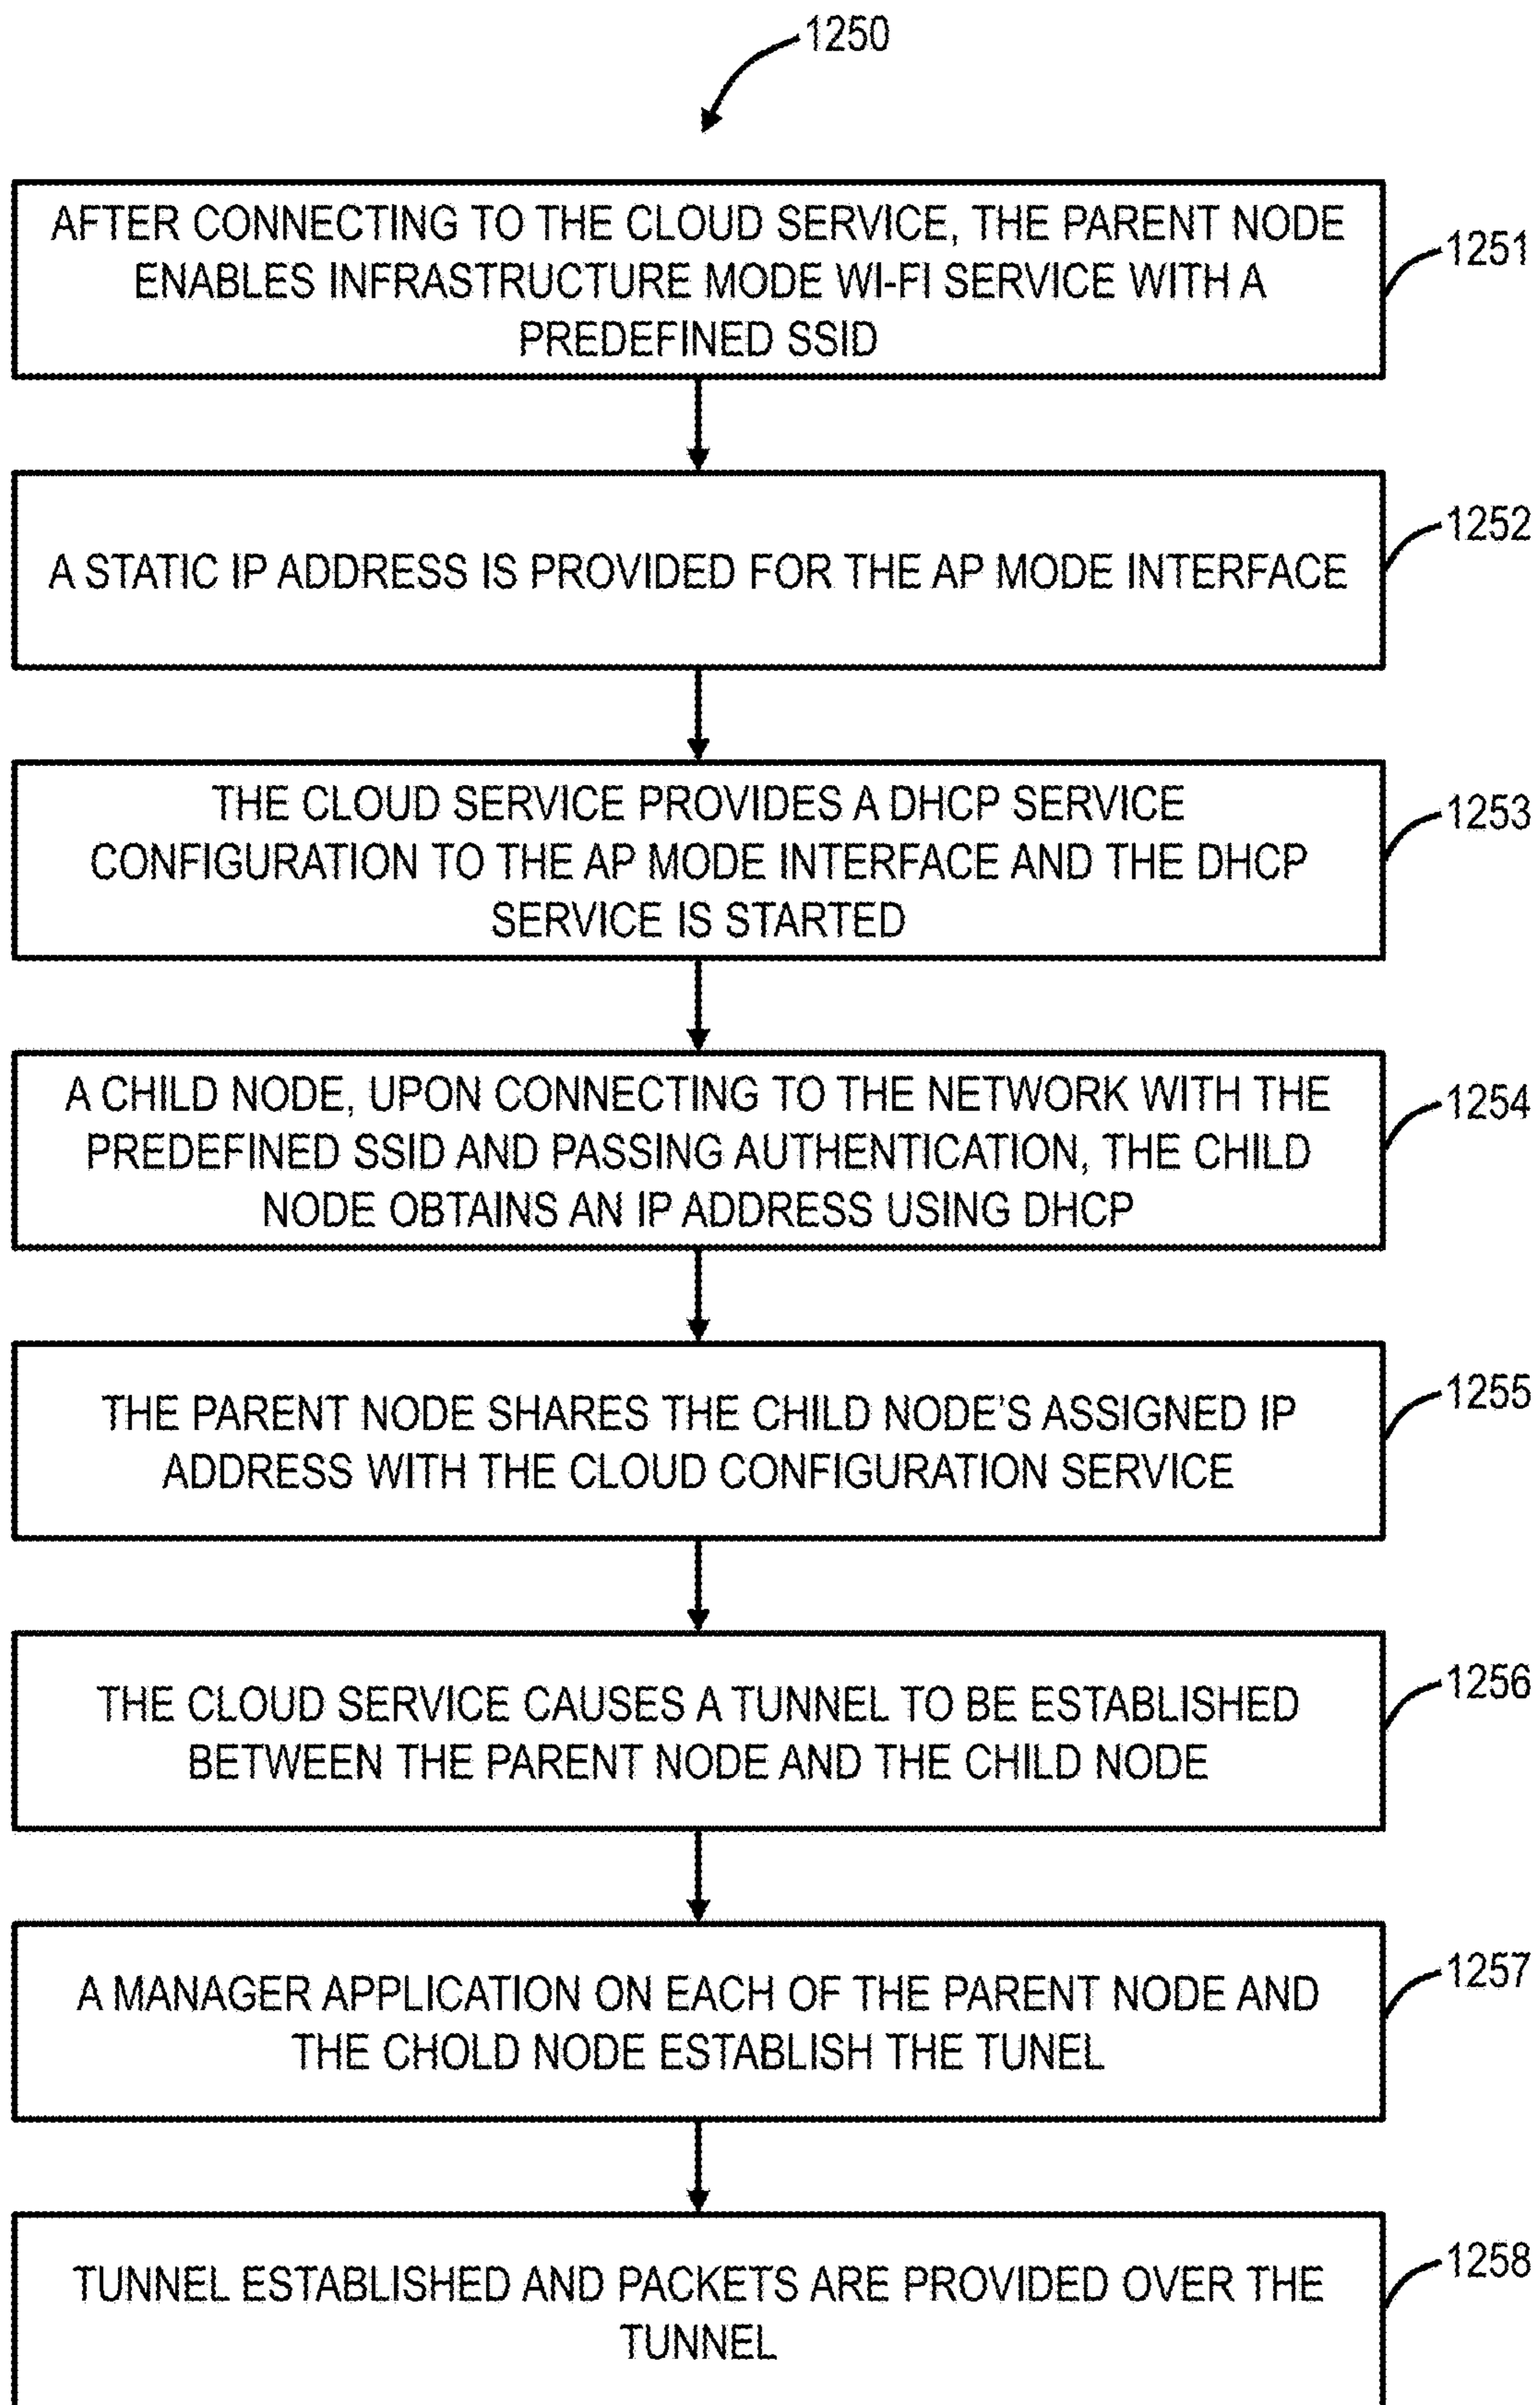 1250
AFTER CONNECTING TO THE CLOUD SERVICE, THE PARENT NODE
ENABLES INFRASTRUCTURE MODE WI-FI SERVICE WITH A
PREDEFINED SSID
1251
A STATIC IP ADDRESS IS PROVIDED FOR THE AP MODE INTERFACE
1252
THE CLOUD SERVICE PROVIDES A DHCP SERVICE
CONFIGURATION TO THE AP MODE INTERFACE AND THE DHCP
SERVICE IS STARTED
1253
A CHILD NODE, UPON CONNECTING TO THE NETWORK WITH THE
PREDEFINED SSID AND PASSING AUTHENTICATION, THE CHILD
NODE OBTAINS AN IP ADDRESS USING DHCP
1254
THE PARENT NODE SHARES THE CHILD NODE'S ASSIGNED IP
ADDRESS WITH THE CLOUD CONFIGURATION SERVICE
1255
THE CLOUD SERVICE CAUSES A TUNNEL TO BE ESTABLISHED
BETWEEN THE PARENT NODE AND THE CHILD NODE
1256
A MANAGER APPLICATION ON EACH OF THE PARENT NODE AND
THE CHOLD NODE ESTABLISH THE TUNEL
1257
TUNNEL ESTABLISHED AND PACKETS ARE PROVIDED OVER THE
TUNNEL
1258